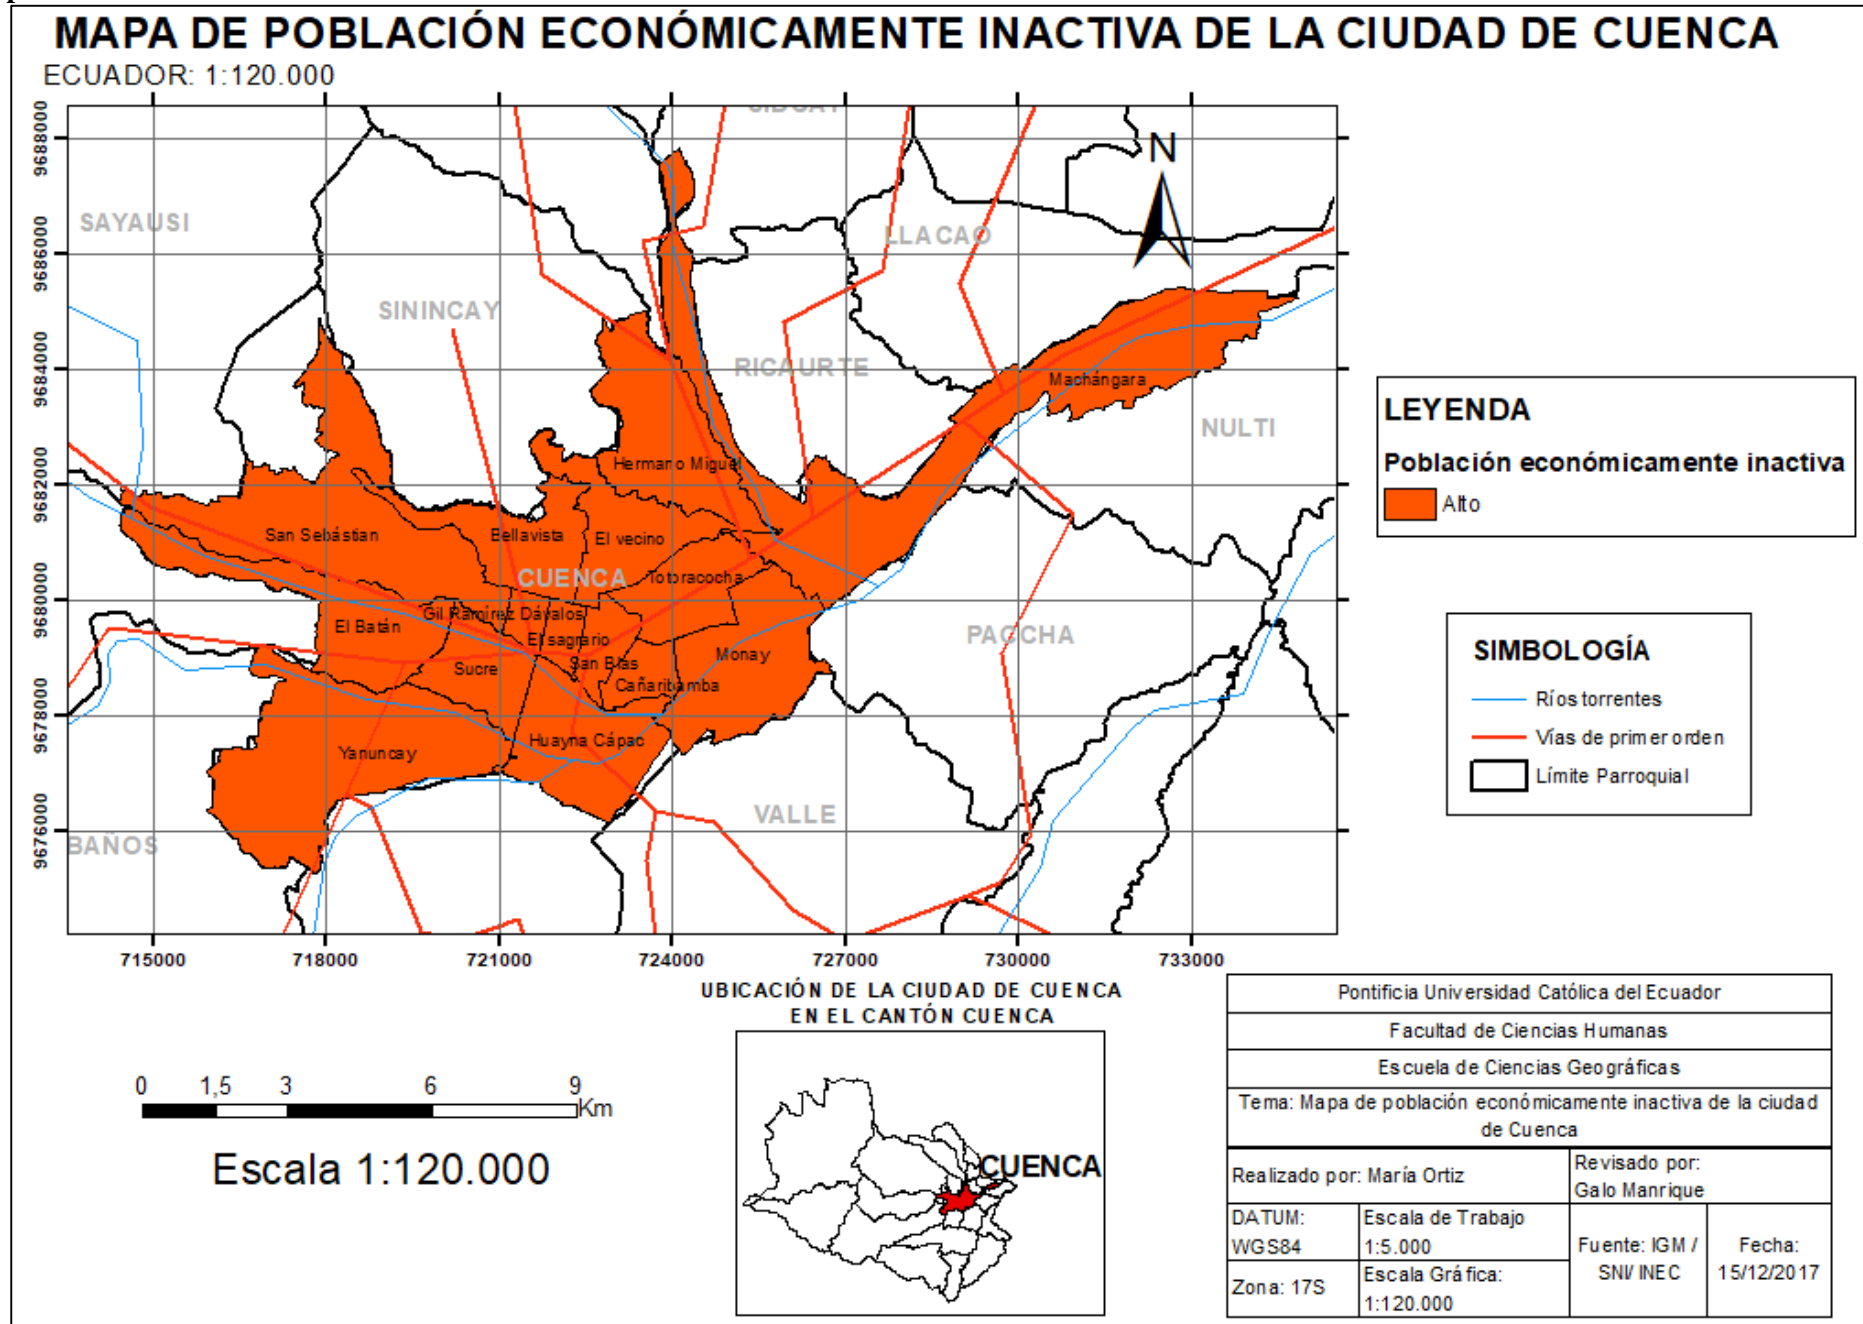 MAPA DE POBLACIÓN ECONÓMICAMENTE INACTIVA DE LA CIUDAD DE CUENCA
ECUADOR: 1:120.000
9688000
9686000
9684000
9682000
9680000
9678000
9676000
SAYAUSI
SININCAY
LLACAO
RICAURTE
NULTI
PACCHA
VALLE
BAÑOS
CUENCA
N
Machángara
Hermano Miguel
San Sebástian
Bellavista
El vecino
Totoracocha
Gil Ramírez Dávalos
El Batán
El sagrario
Sucre
San Blás
Monay
Cañaribamba
Huayna Cápac
Yanuncay
715000
718000
721000
724000
727000
730000
733000
LEYENDA
Población económicamente inactiva
Alto
SIMBOLOGÍA
Ríos torrentes
Vías de primer orden
Límite Parroquial
UBICACIÓN DE LA CIUDAD DE CUENCA
EN EL CANTÓN CUENCA
CUENCA
0 1,5 3 6 9
Km
Escala 1:120.000
Pontificia Universidad Católica del Ecuador
Facultad de Ciencias Humanas
Escuela de Ciencias Geográficas
Tema: Mapa de población económicamente inactiva de la ciudad
de Cuenca
Realizado por: María Ortiz
Revisado por:
Galo Manrique
DATUM:
WGS84
Escala de Trabajo
1:5.000
Zona: 17S
Escala Gráfica:
1:120.000
Fuente: IGM /
SNI/ INEC
Fecha:
15/12/2017